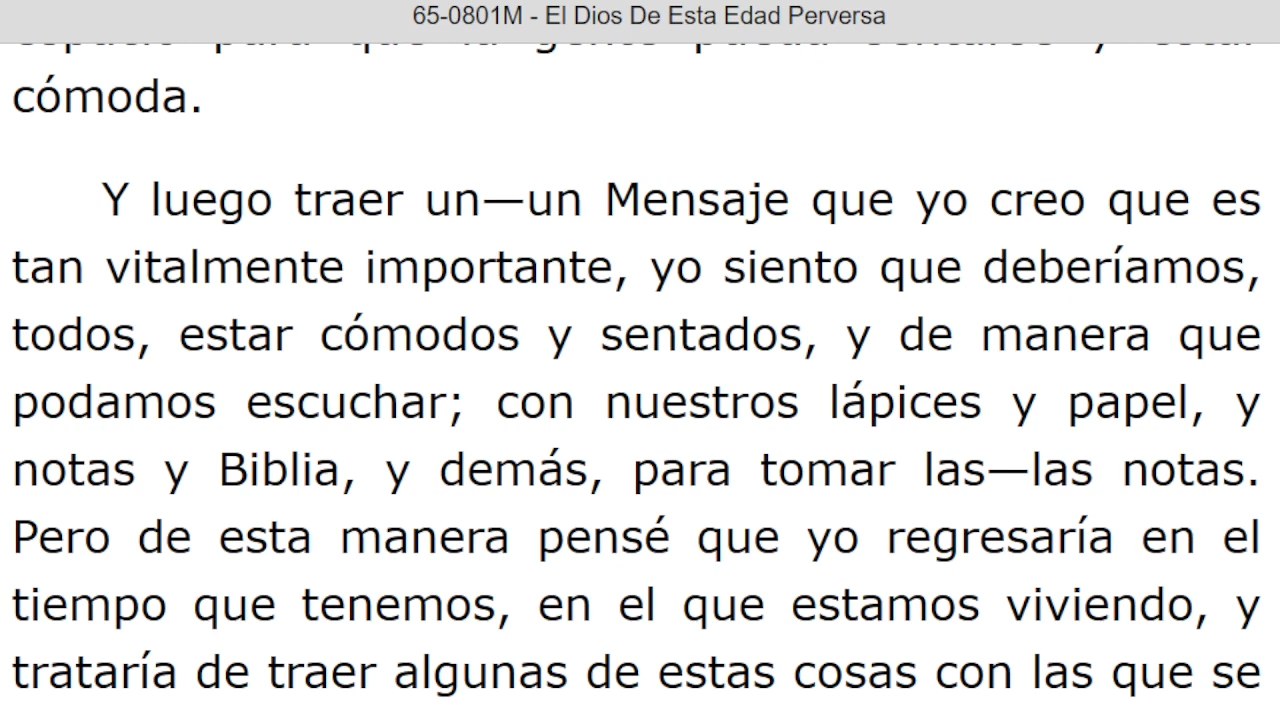 65-0801M - El Dios De Esta Edad Perversa
cómoda.
Y luego traer un—un Mensaje que yo creo que es
tan vitalmente importante, yo siento que deberíamos,
todos, estar cómodos y sentados, y de manera que
podamos escuchar; con nuestros lápices y papel, y
notas y Biblia, y demás, para tomar las—las notas.
Pero de esta manera pensé que yo regresaría en el
tiempo que tenemos, en el que estamos viviendo, y
trataría de traer algunas de estas cosas con las que se